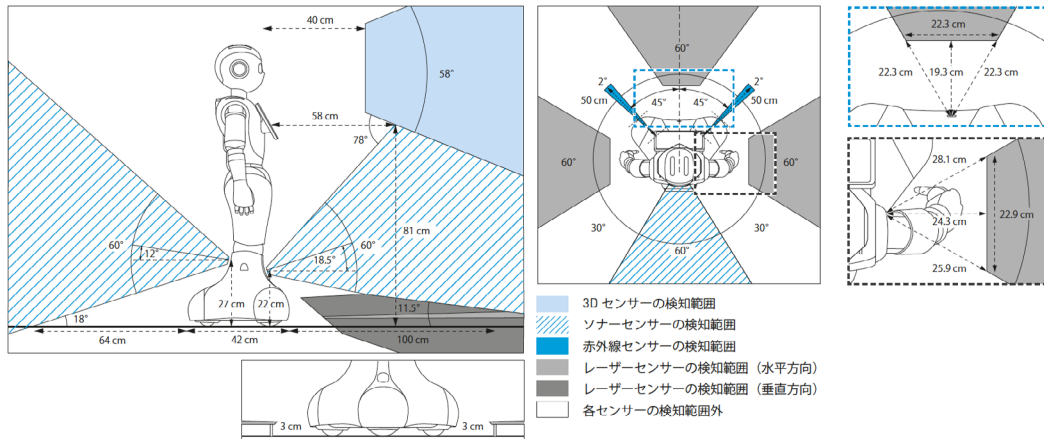 40 cm
58°
58 cm
78°
60°
12°
81 cm
60°
18.5°
27 cm
22 cm
11.5°
18°
64 cm
42 cm
100 cm
3 cm
3 cm
60°
2°
2°
50 cm
45°
45°
50 cm
60°
60°
30°
30°
60°
22.3 cm
22.3 cm
19.3 cm
22.3 cm
28.1 cm
24.3 cm
22.9 cm
25.9 cm
3D センサーの検知範囲
ソナーセンサーの検知範囲
赤外線センサーの検知範囲
レーザーセンサーの検知範囲（水平方向）
レーザーセンサーの検知範囲（垂直方向）
各センサーの検知範囲外